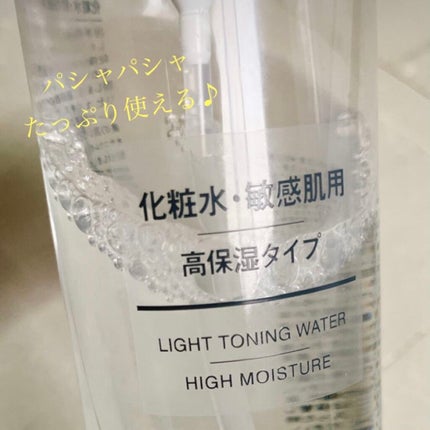 パシャパシャ
たっぷり使える♪
化粧水・敏感肌用
高保湿タイプ
LIGHT TONING WATER
HIGH MOISTURE